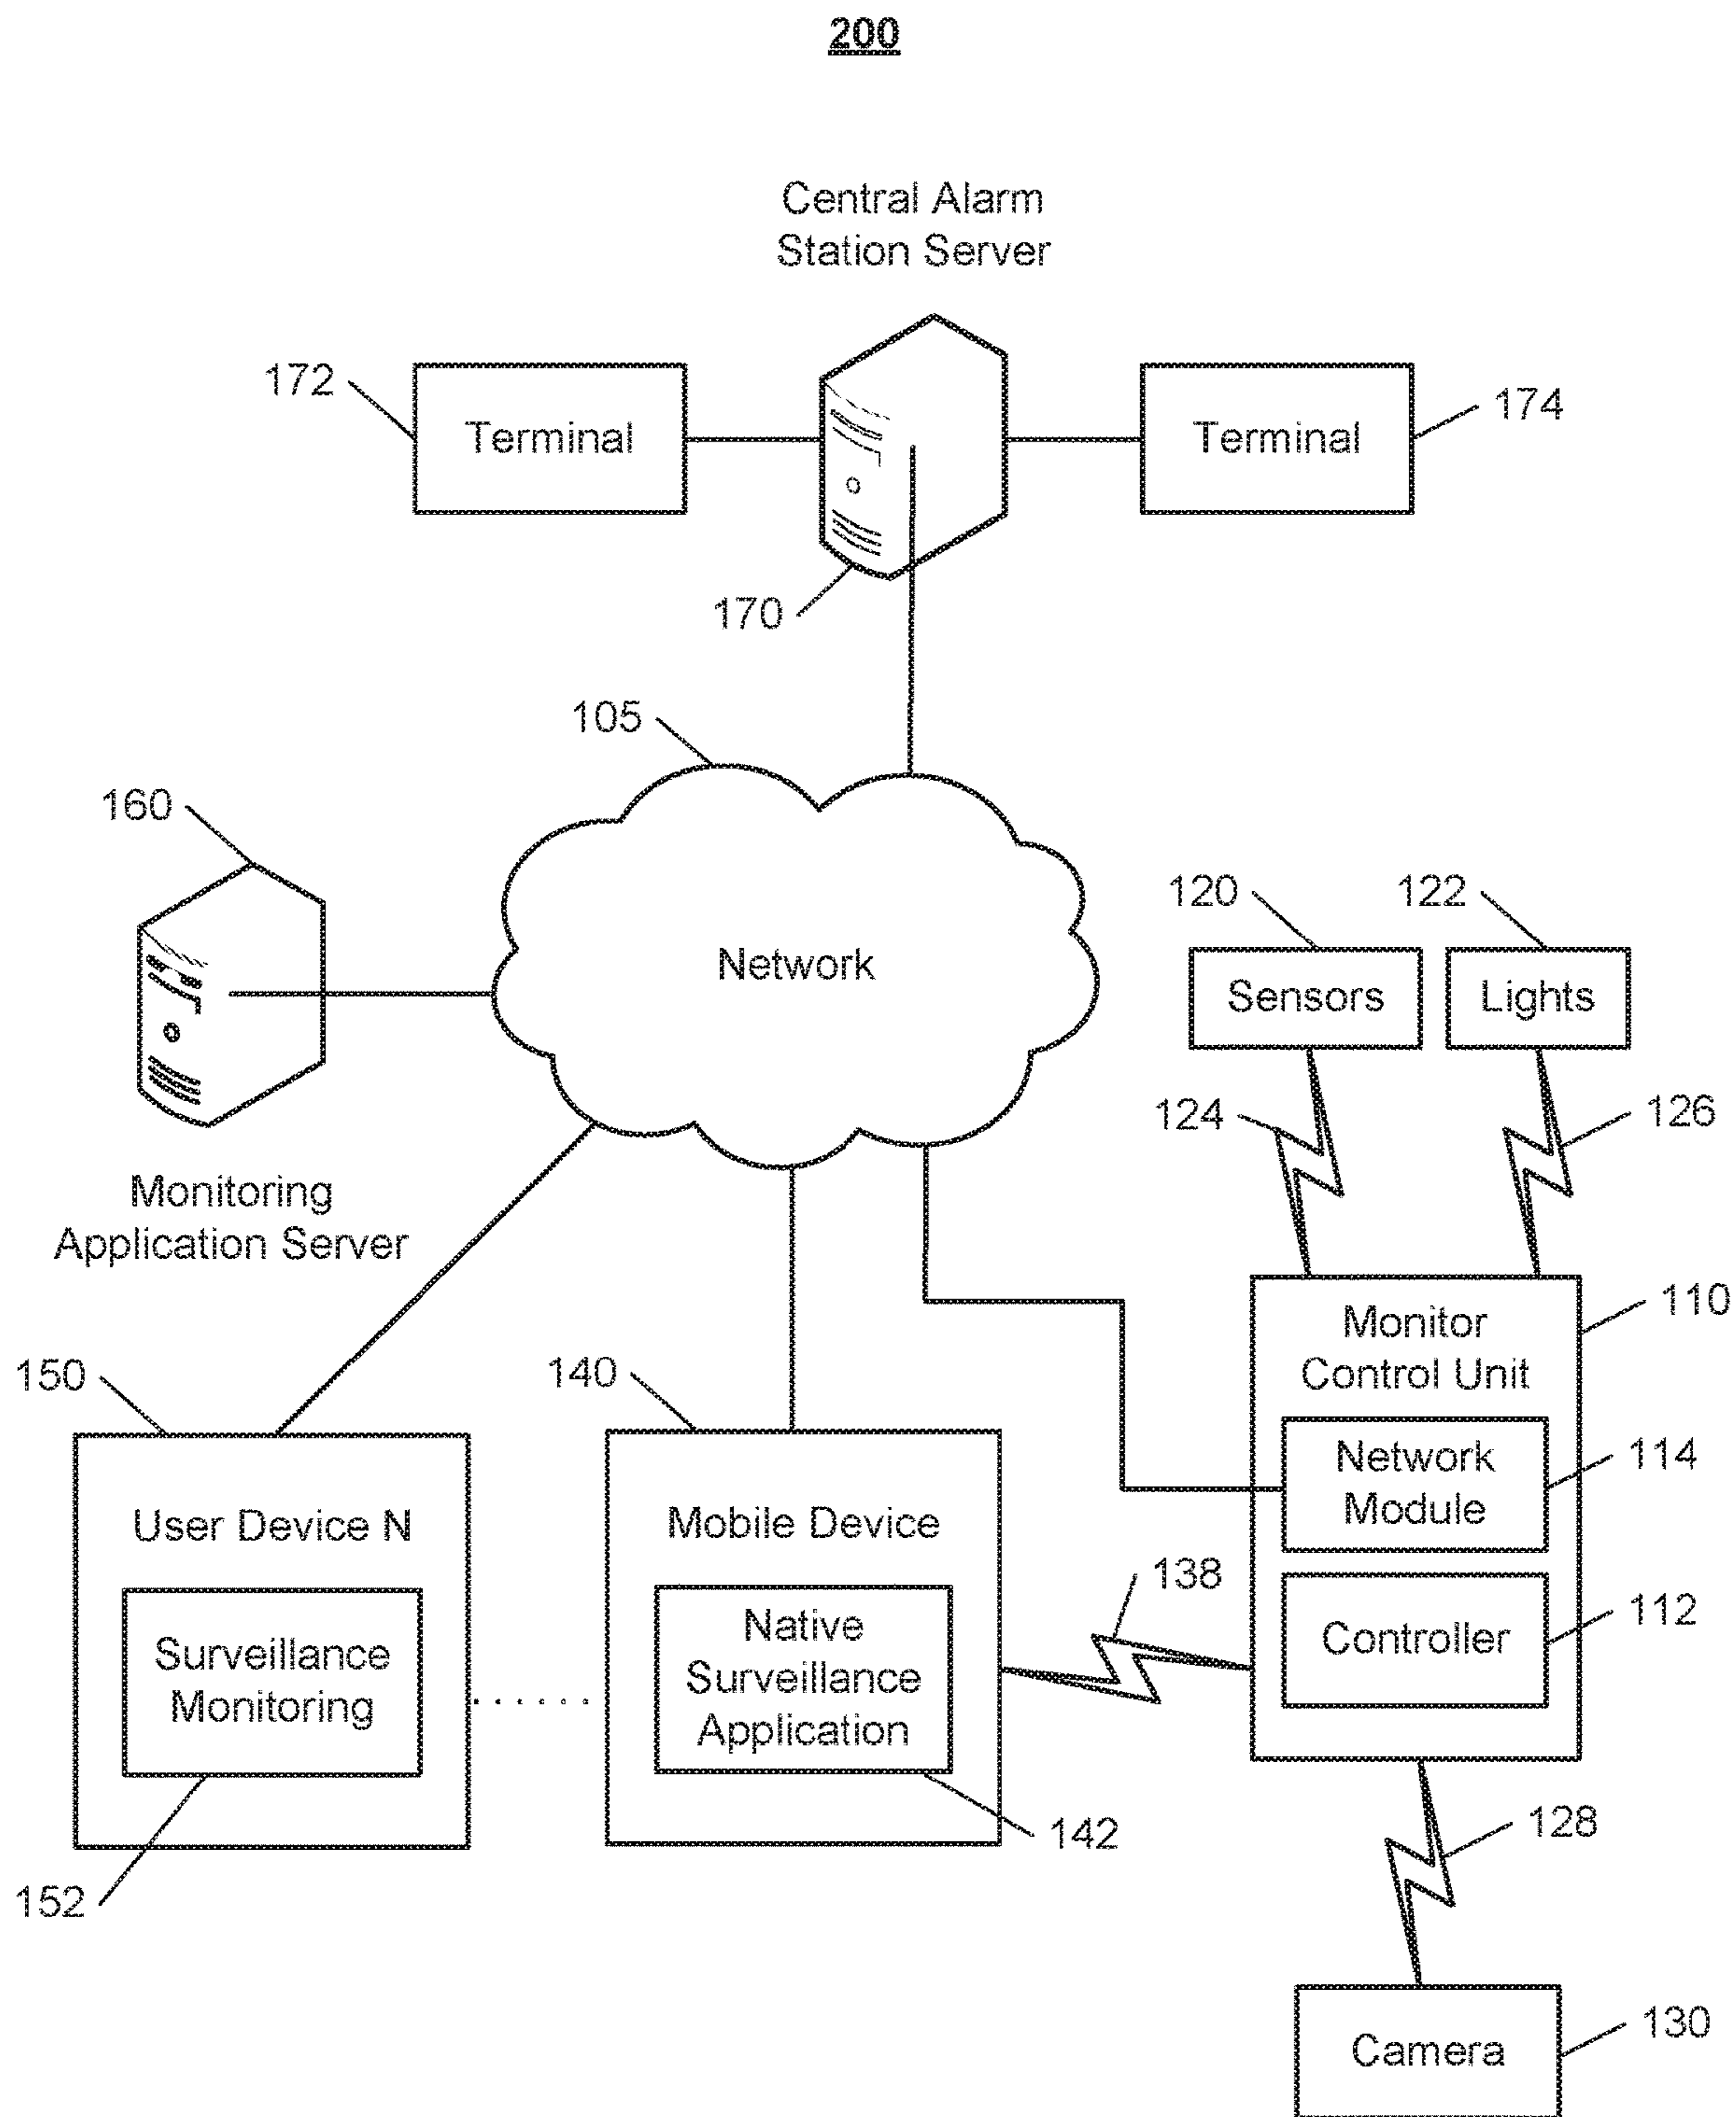 200
Central Alarm
Station Server
172
Terminal
Terminal
174
170
105
160
Network
120
122
Sensors
Lights
124
126
Monitoring
Application Server
110
Monitor
Control Unit
150
140
Network
Module
114
User Device N
Mobile Device
138
Controller
112
Surveillance
Monitoring
Native
Surveillance
Application
......
142
128
152
Camera
130